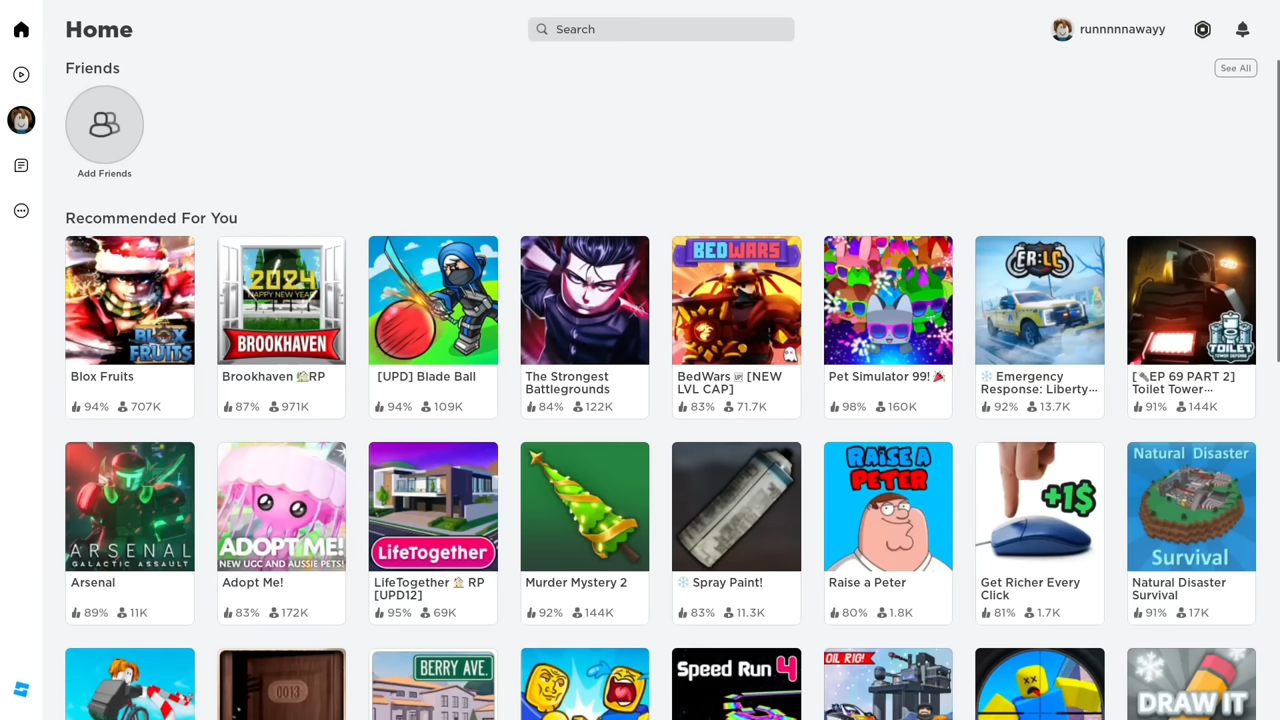 Home
Search
runnnnnawayy
Friends
See All
Add Friends
Recommended For You
BLOX
FRUITS
2024
HAPPY NEW YEAR
BROOKHAVEN
BEDWARS
ER:LC
TOILET
TOWER DEFENSE
Blox Fruits
94% 707K
Brookhaven 🏡RP
87% 971K
[UPD] Blade Ball
94% 109K
The Strongest
Battlegrounds
84% 122K
BedWars 🆙 [NEW
LVL CAP]
83% 71.7K
Pet Simulator 99! 🎉
98% 160K
❄️ Emergency
Response: Liberty...
92% 13.7K
[🔪EP 69 PART 2]
Toilet Tower...
91% 144K
ARSENAL
GALACTIC ASSAULT
ADOPT ME!
NEW UGC AND AUSSIE PETS!
LifeTogether
RAISE A
PETER
+1$
Natural Disaster
Survival
Arsenal
89% 11K
Adopt Me!
83% 172K
LifeTogether 🏠 RP
[UPD12]
95% 69K
Murder Mystery 2
92% 144K
❄️ Spray Paint!
83% 11.3K
Raise a Peter
80% 1.8K
Get Richer Every
Click
81% 1.7K
Natural Disaster
Survival
91% 17K
0013
BERRY AVE.
Speed Run 4
OIL RIG!
DRAW IT